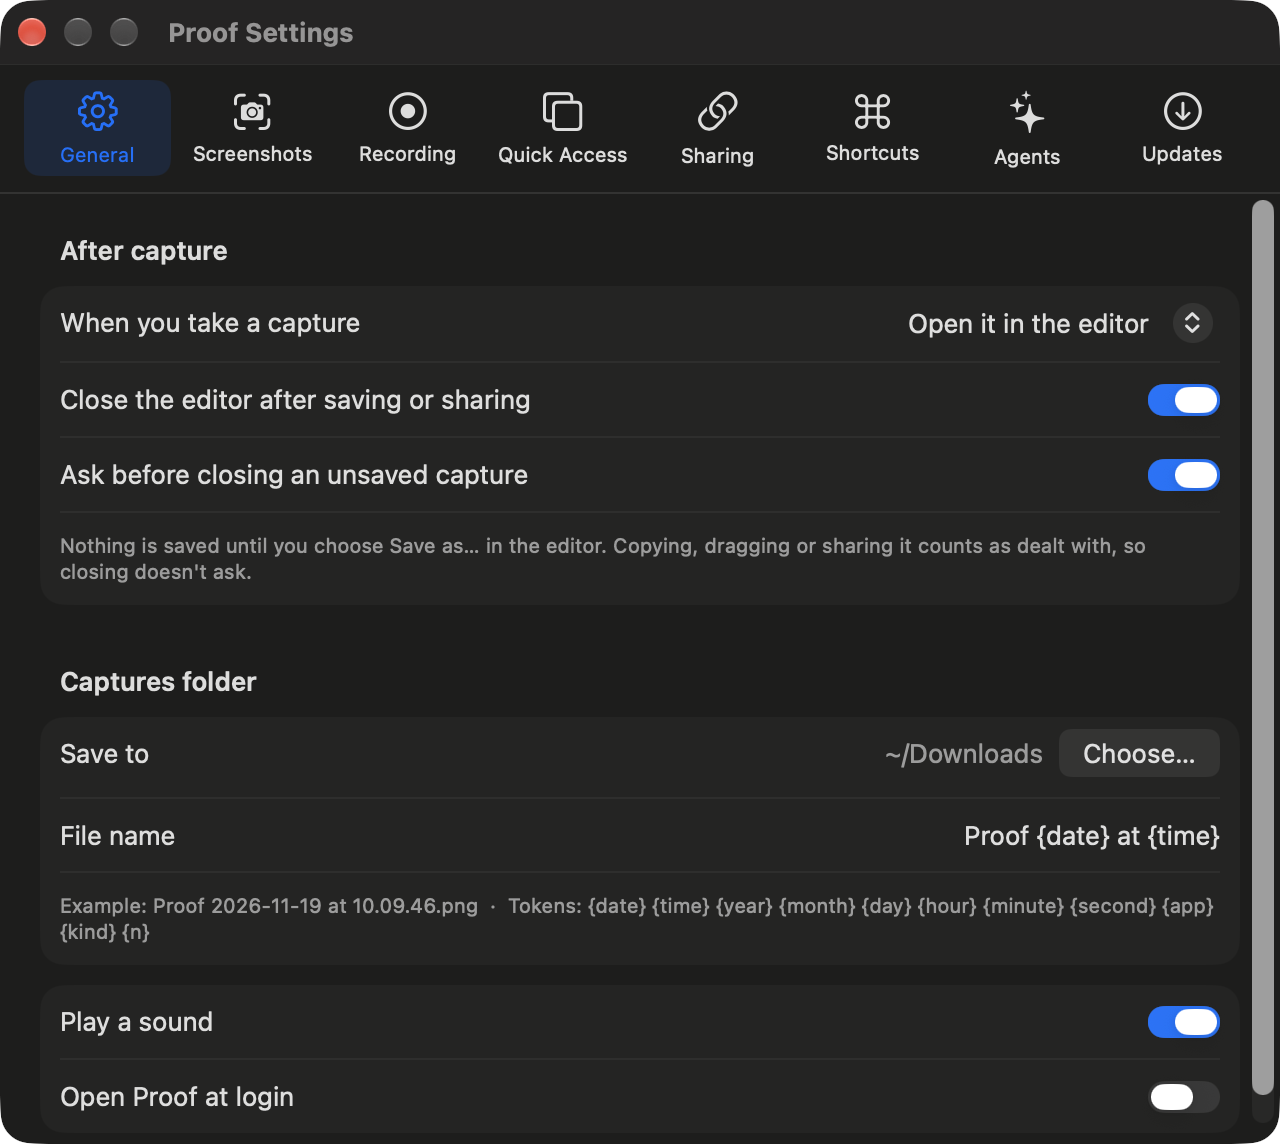 Proof Settings
General
Screenshots
Recording
Quick Access
Sharing
Shortcuts
Agents
Updates
After capture
When you take a capture
Open it in the editor
Close the editor after saving or sharing
Ask before closing an unsaved capture
Nothing is saved until you choose Save as... in the editor. Copying, dragging or sharing it counts as dealt with, so
closing doesn't ask.
Captures folder
Save to
~/Downloads
Choose...
File name
Proof {date} at {time}
Example: Proof 2026-11-19 at 10.09.46.png · Tokens: {date} {time} {year} {month} {day} {hour} {minute} {second} {app}
{kind} {n}
Play a sound
Open Proof at login